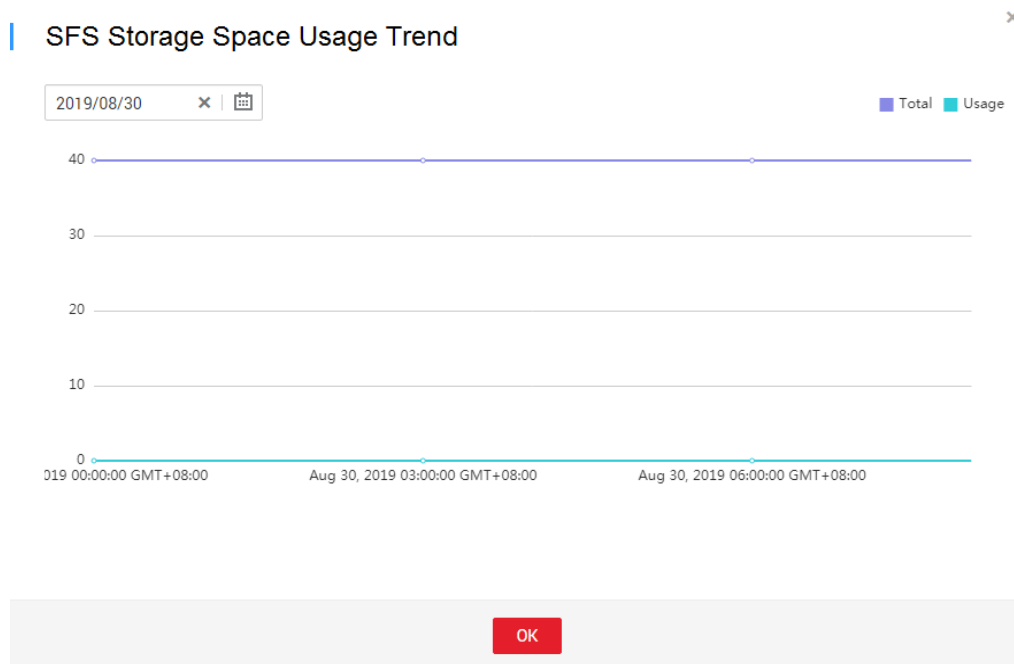 SFS Storage Space Usage Trend
2019/08/30
Total Usage
40
30
20
10
0
019 00:00:00 GMT+08:00 Aug 30, 2019 03:00:00 GMT+08:00 Aug 30, 2019 06:00:00 GMT+08:00
OK